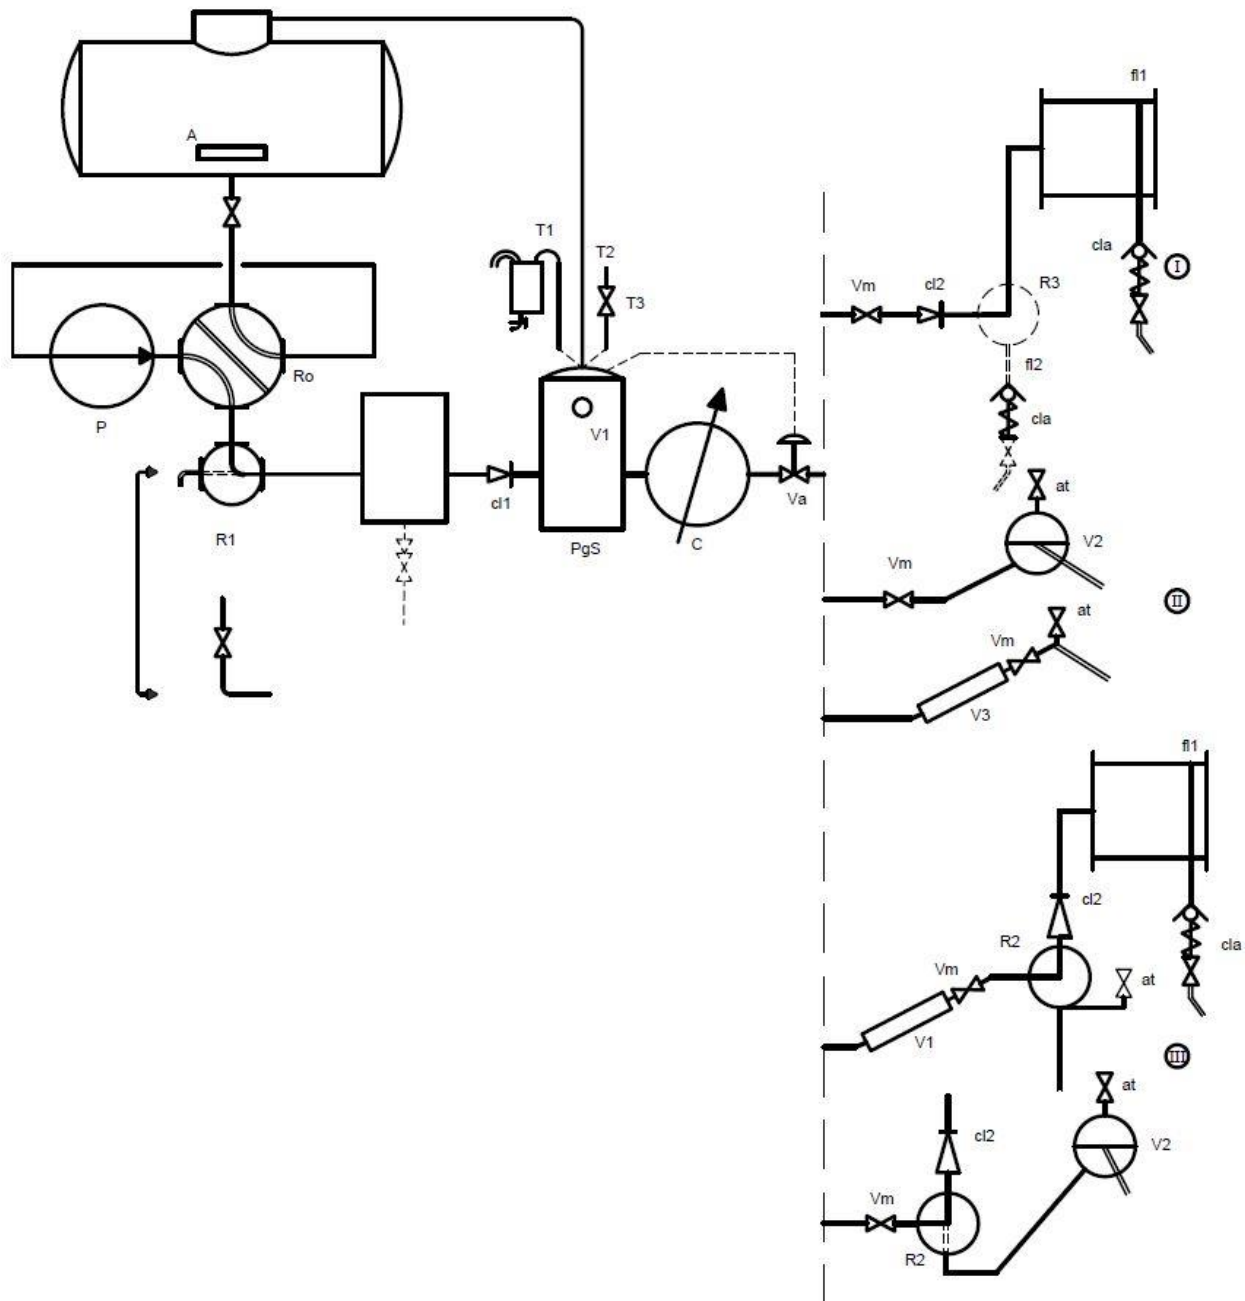 fl1
A
T1
T2
cla
I
Vm
cl2
R3
T3
Ro
fl2
P
V1
cla
at
cl1
Va
R1
PgS
C
V2
Vm
II
at
Vm
V3
fl1
cl2
R2
cla
Vm
at
V1
III
at
cl2
V2
Vm
R2